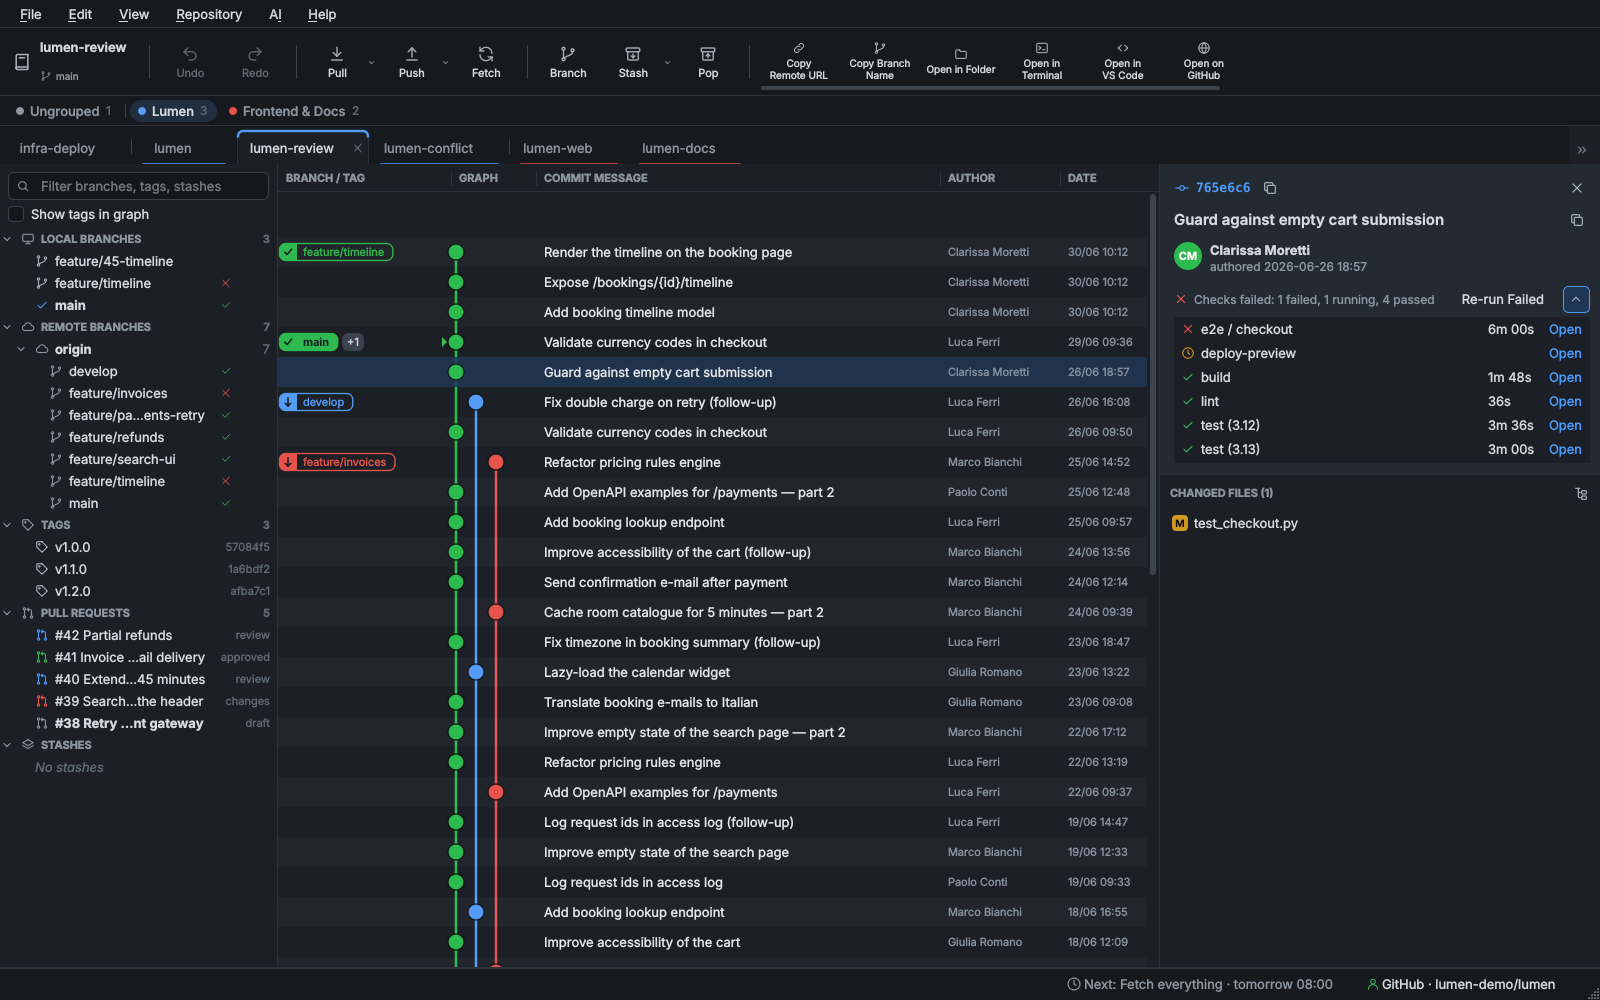 File Edit View Repository AI Help
lumen-review
main
Undo Redo Pull Push Fetch Branch Stash Pop
Copy Remote URL
Copy Branch Name
Open in Folder
Open in Terminal
Open in VS Code
Open on GitHub
Ungrouped 1 Lumen 3 Frontend & Docs 2
infra-deploy lumen lumen-review lumen-conflict lumen-web lumen-docs
Filter branches, tags, stashes
Show tags in graph
LOCAL BRANCHES 3
feature/45-timeline
feature/timeline
main
REMOTE BRANCHES 7
origin 7
develop
feature/invoices
feature/pa...ents-retry
feature/refunds
feature/search-ui
feature/timeline
main
TAGS 3
v1.0.0 57084f5
v1.1.0 1a6bdf2
v1.2.0 afba7c1
PULL REQUESTS 5
#42 Partial refunds review
#41 Invoice ...ail delivery approved
#40 Extend...45 minutes review
#39 Search...the header changes
#38 Retry ...nt gateway draft
STASHES
No stashes
BRANCH / TAG GRAPH COMMIT MESSAGE AUTHOR DATE
feature/timeline Render the timeline on the booking page Clarissa Moretti 30/06 10:12
Expose /bookings/{id}/timeline Clarissa Moretti 30/06 10:12
Add booking timeline model Clarissa Moretti 30/06 10:12
main +1 Validate currency codes in checkout Luca Ferri 29/06 09:36
Guard against empty cart submission Clarissa Moretti 26/06 18:57
develop Fix double charge on retry (follow-up) Luca Ferri 26/06 16:08
Validate currency codes in checkout Luca Ferri 26/06 09:50
feature/invoices Refactor pricing rules engine Marco Bianchi 25/06 14:52
Add OpenAPI examples for /payments — part 2 Paolo Conti 25/06 12:48
Add booking lookup endpoint Luca Ferri 25/06 09:57
Improve accessibility of the cart (follow-up) Marco Bianchi 24/06 13:56
Send confirmation e-mail after payment Marco Bianchi 24/06 12:14
Cache room catalogue for 5 minutes — part 2 Marco Bianchi 24/06 09:39
Fix timezone in booking summary (follow-up) Luca Ferri 23/06 18:47
Lazy-load the calendar widget Giulia Romano 23/06 13:22
Translate booking e-mails to Italian Giulia Romano 23/06 09:08
Improve empty state of the search page — part 2 Marco Bianchi 22/06 17:12
Refactor pricing rules engine Luca Ferri 22/06 13:19
Add OpenAPI examples for /payments Luca Ferri 22/06 09:37
Log request ids in access log (follow-up) Luca Ferri 19/06 14:47
Improve empty state of the search page Marco Bianchi 19/06 12:33
Log request ids in access log Paolo Conti 19/06 09:33
Add booking lookup endpoint Marco Bianchi 18/06 16:55
Improve accessibility of the cart Giulia Romano 18/06 12:09
765e6c6
Guard against empty cart submission
CM Clarissa Moretti
authored 2026-06-26 18:57
Checks failed: 1 failed, 1 running, 4 passed Re-run Failed
e2e / checkout 6m 00s Open
deploy-preview Open
build 1m 48s Open
lint 36s Open
test (3.12) 3m 36s Open
test (3.13) 3m 00s Open
CHANGED FILES (1)
M test_checkout.py
Next: Fetch everything · tomorrow 08:00 GitHub · lumen-demo/lumen